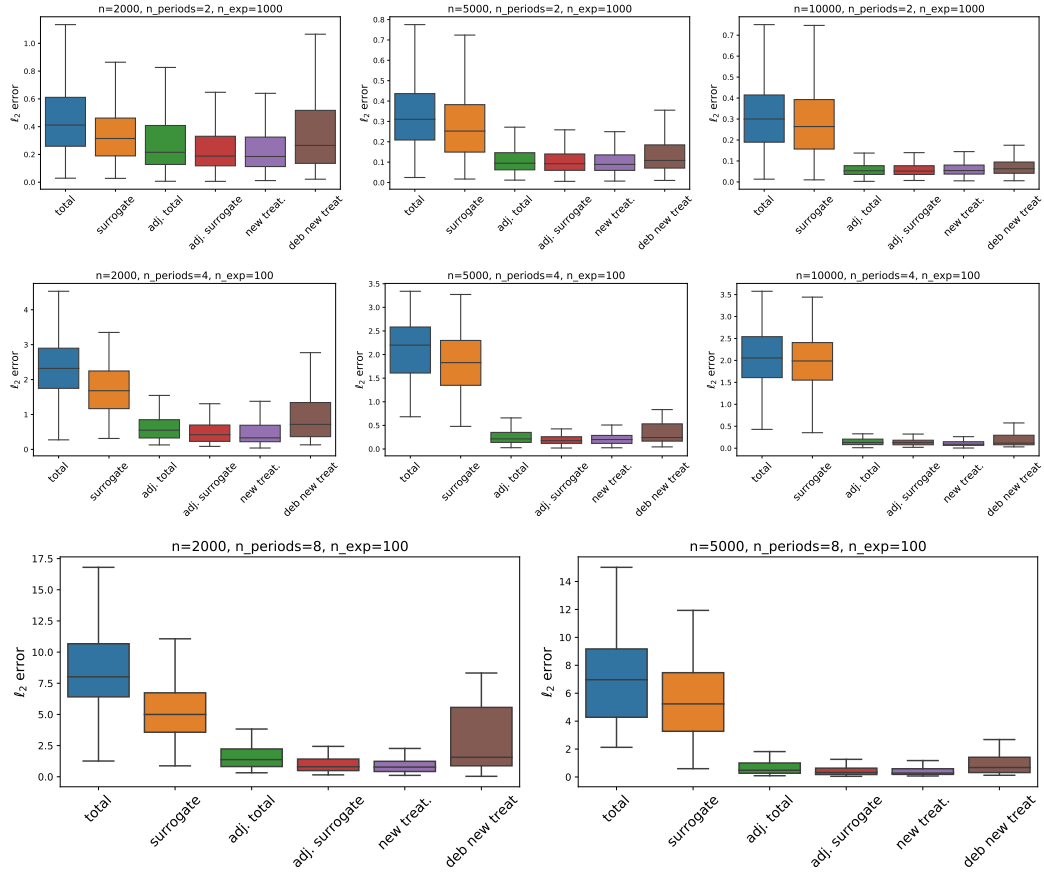 n=2000, n_periods=2, n_exp=1000
ℓ2 error
1.0
0.8
0.6
0.4
0.2
0.0
total
surrogate
adj. total
adj. surrogate
new treat.
deb new treat
n=5000, n_periods=2, n_exp=1000
ℓ2 error
0.8
0.7
0.6
0.5
0.4
0.3
0.2
0.1
0.0
total
surrogate
adj. total
adj. surrogate
new treat.
deb new treat
n=10000, n_periods=2, n_exp=1000
ℓ2 error
0.7
0.6
0.5
0.4
0.3
0.2
0.1
0.0
total
surrogate
adj. total
adj. surrogate
new treat.
deb new treat
n=2000, n_periods=4, n_exp=100
ℓ2 error
4
3
2
1
0
total
surrogate
adj. total
adj. surrogate
new treat.
deb new treat
n=5000, n_periods=4, n_exp=100
ℓ2 error
3.5
3.0
2.5
2.0
1.5
1.0
0.5
0.0
total
surrogate
adj. total
adj. surrogate
new treat.
deb new treat
n=10000, n_periods=4, n_exp=100
ℓ2 error
3.5
3.0
2.5
2.0
1.5
1.0
0.5
0.0
total
surrogate
adj. total
adj. surrogate
new treat.
deb new treat
n=2000, n_periods=8, n_exp=100
ℓ2 error
17.5
15.0
12.5
10.0
7.5
5.0
2.5
0.0
total
surrogate
adj. total
adj. surrogate
new treat.
deb new treat
n=5000, n_periods=8, n_exp=100
ℓ2 error
14
12
10
8
6
4
2
0
total
surrogate
adj. total
adj. surrogate
new treat.
deb new treat